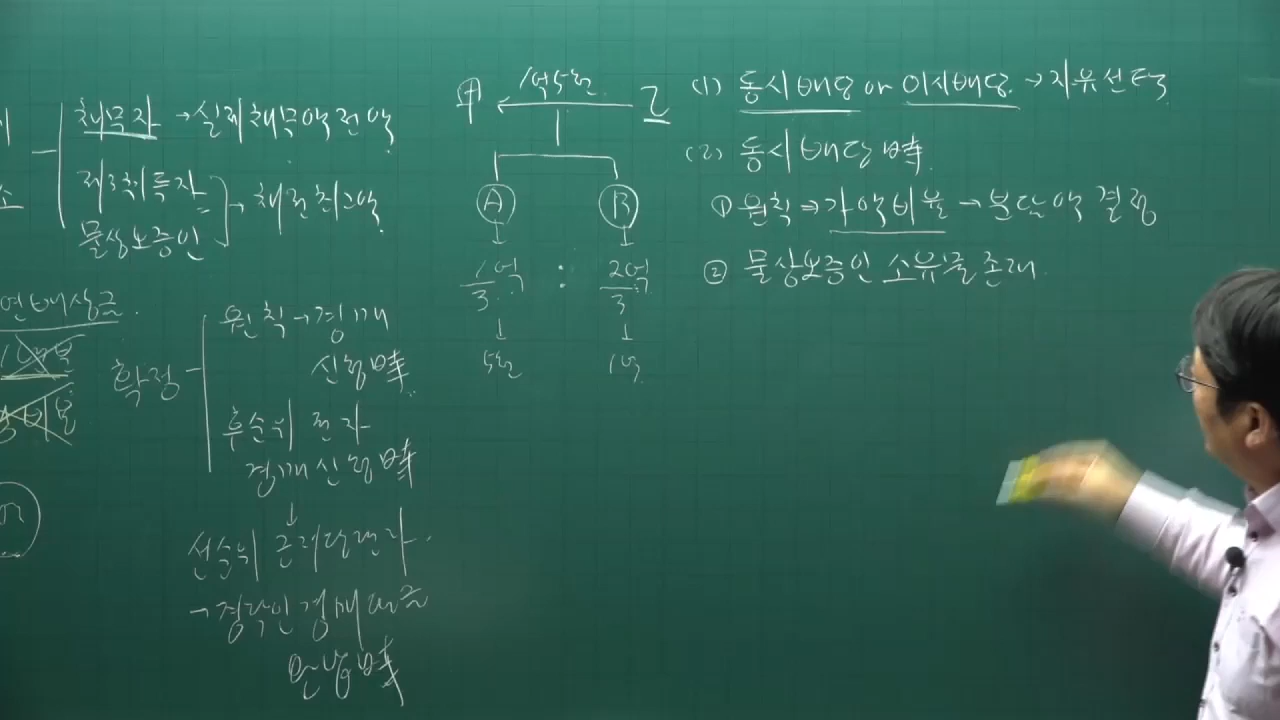 채무자 → 실제채무액 전액
제3취득자
물상보증인
→ 채권최고액
연배상금
확정
원칙 → 경매
신청時
후순위 전자
경매신청時
↓
선순위 근저당권자
→ 경락인 경매대금
완납時
甲 1억5천 乙
Ⓐ Ⓑ
↓ ↓
1억/3 : 2억/3
↓ ↓
5천 1억
(1) 동시배당 or 이시배당. → 자유선택
(2) 동시배당時
① 원칙 ⇒ 가액비율 → 부담액 결정
② 물상보증인 소유물 존재